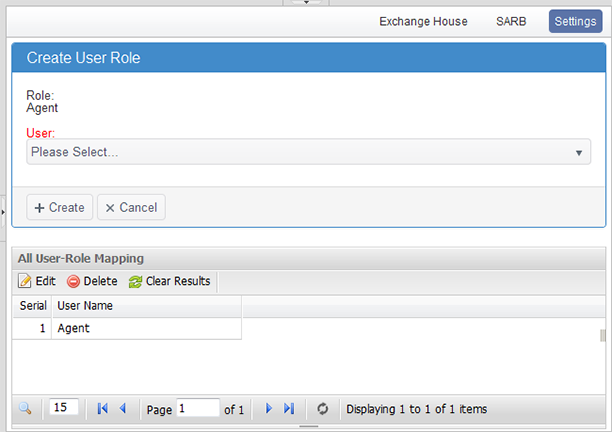 Exchange House SARB Settings
Create User Role
Role:
Agent
User:
Please Select...
Create Cancel
All User-Role Mapping
Edit Delete Clear Results
Serial User Name
1 Agent
15 Page 1 of 1 Displaying 1 to 1 of 1 items